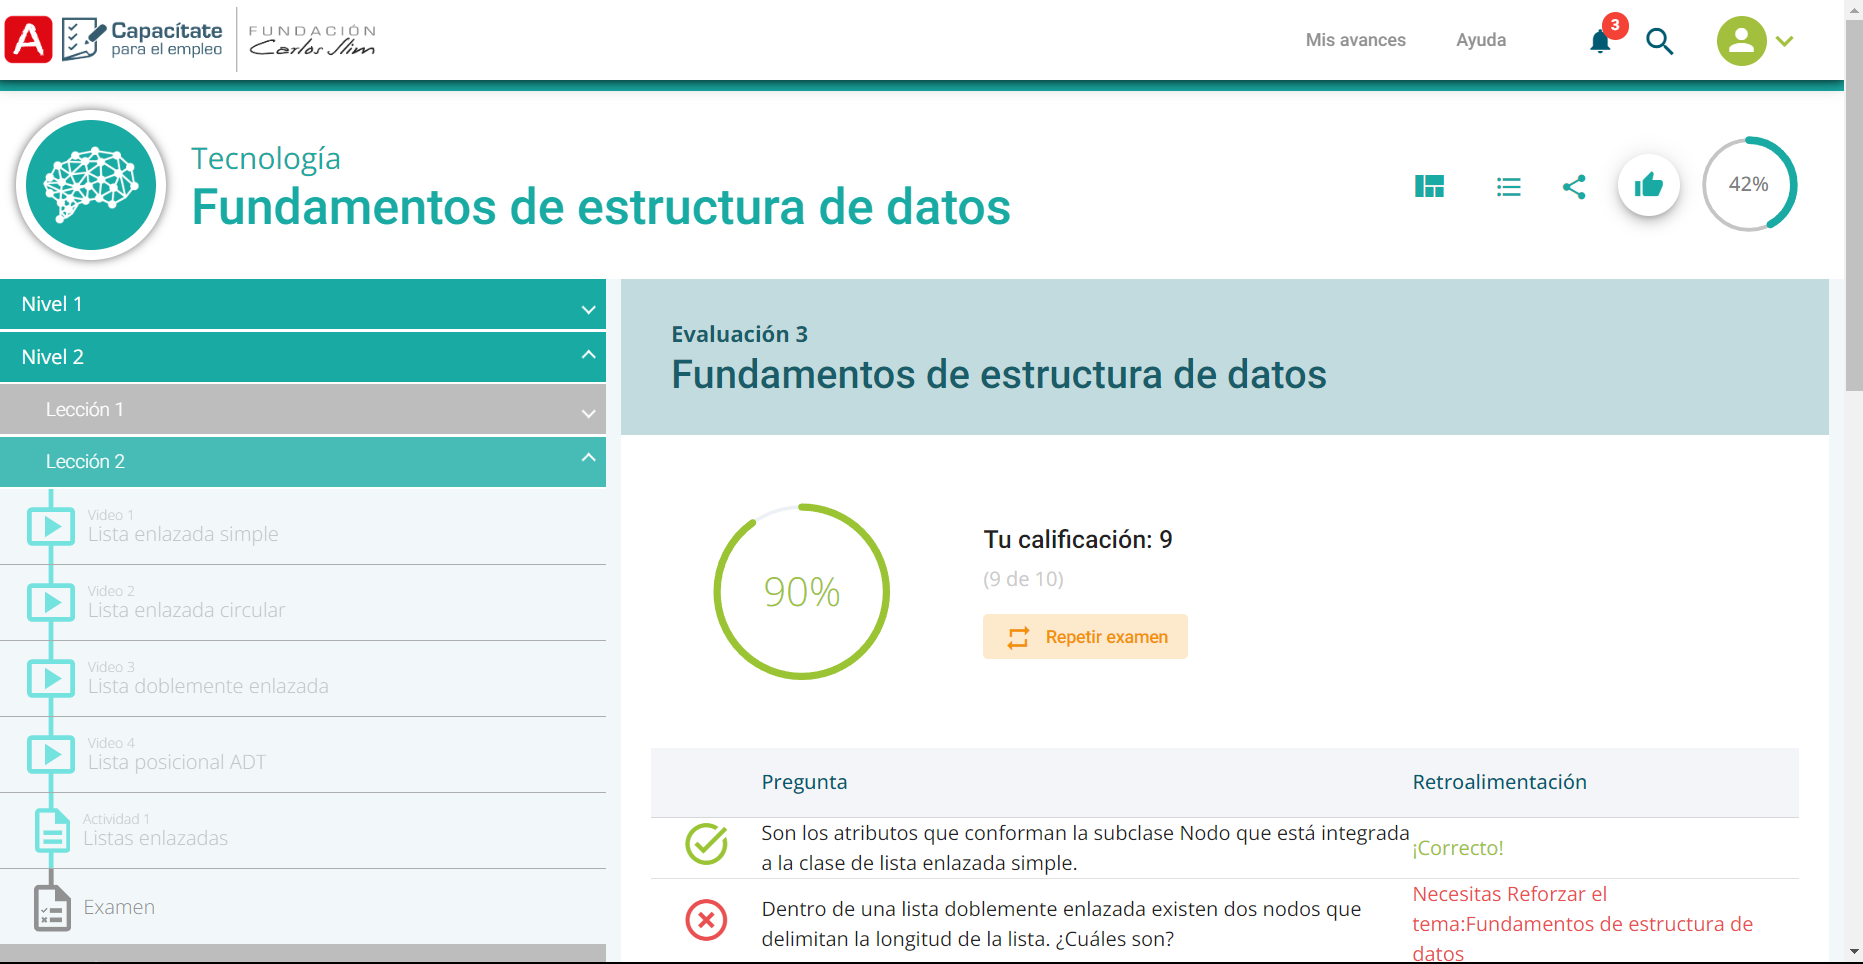 A Capacítate
para el empleo
FUNDACIÓN
Carlos Slim
Mis avances
Ayuda
3
Tecnología
Fundamentos de estructura de datos
42%
Nivel 1
Nivel 2
Lección 1
Lección 2
Video 1
Lista enlazada simple
Video 2
Lista enlazada circular
Video 3
Lista doblemente enlazada
Video 4
Lista posicional ADT
Actividad 1
Listas enlazadas
Examen
Evaluación 3
Fundamentos de estructura de datos
90%
Tu calificación: 9
(9 de 10)
Repetir examen
Pregunta
Retroalimentación
Son los atributos que conforman la subclase Nodo que está integrada
a la clase de lista enlazada simple.
¡Correcto!
Dentro de una lista doblemente enlazada existen dos nodos que
delimitan la longitud de la lista. ¿Cuáles son?
Necesitas Reforzar el
tema:Fundamentos de estructura de
datos